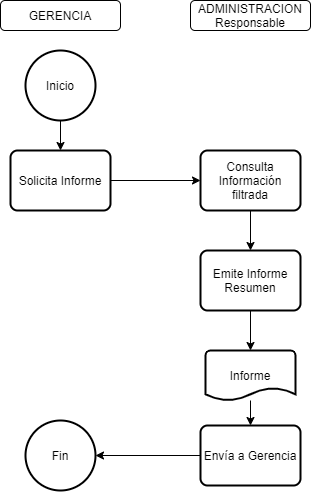 GERENCIA
ADMINISTRACION
Responsable
Inicio
Solicita Informe
Consulta
Información
filtrada
Emite Informe
Resumen
Informe
Fin
Envía a Gerencia